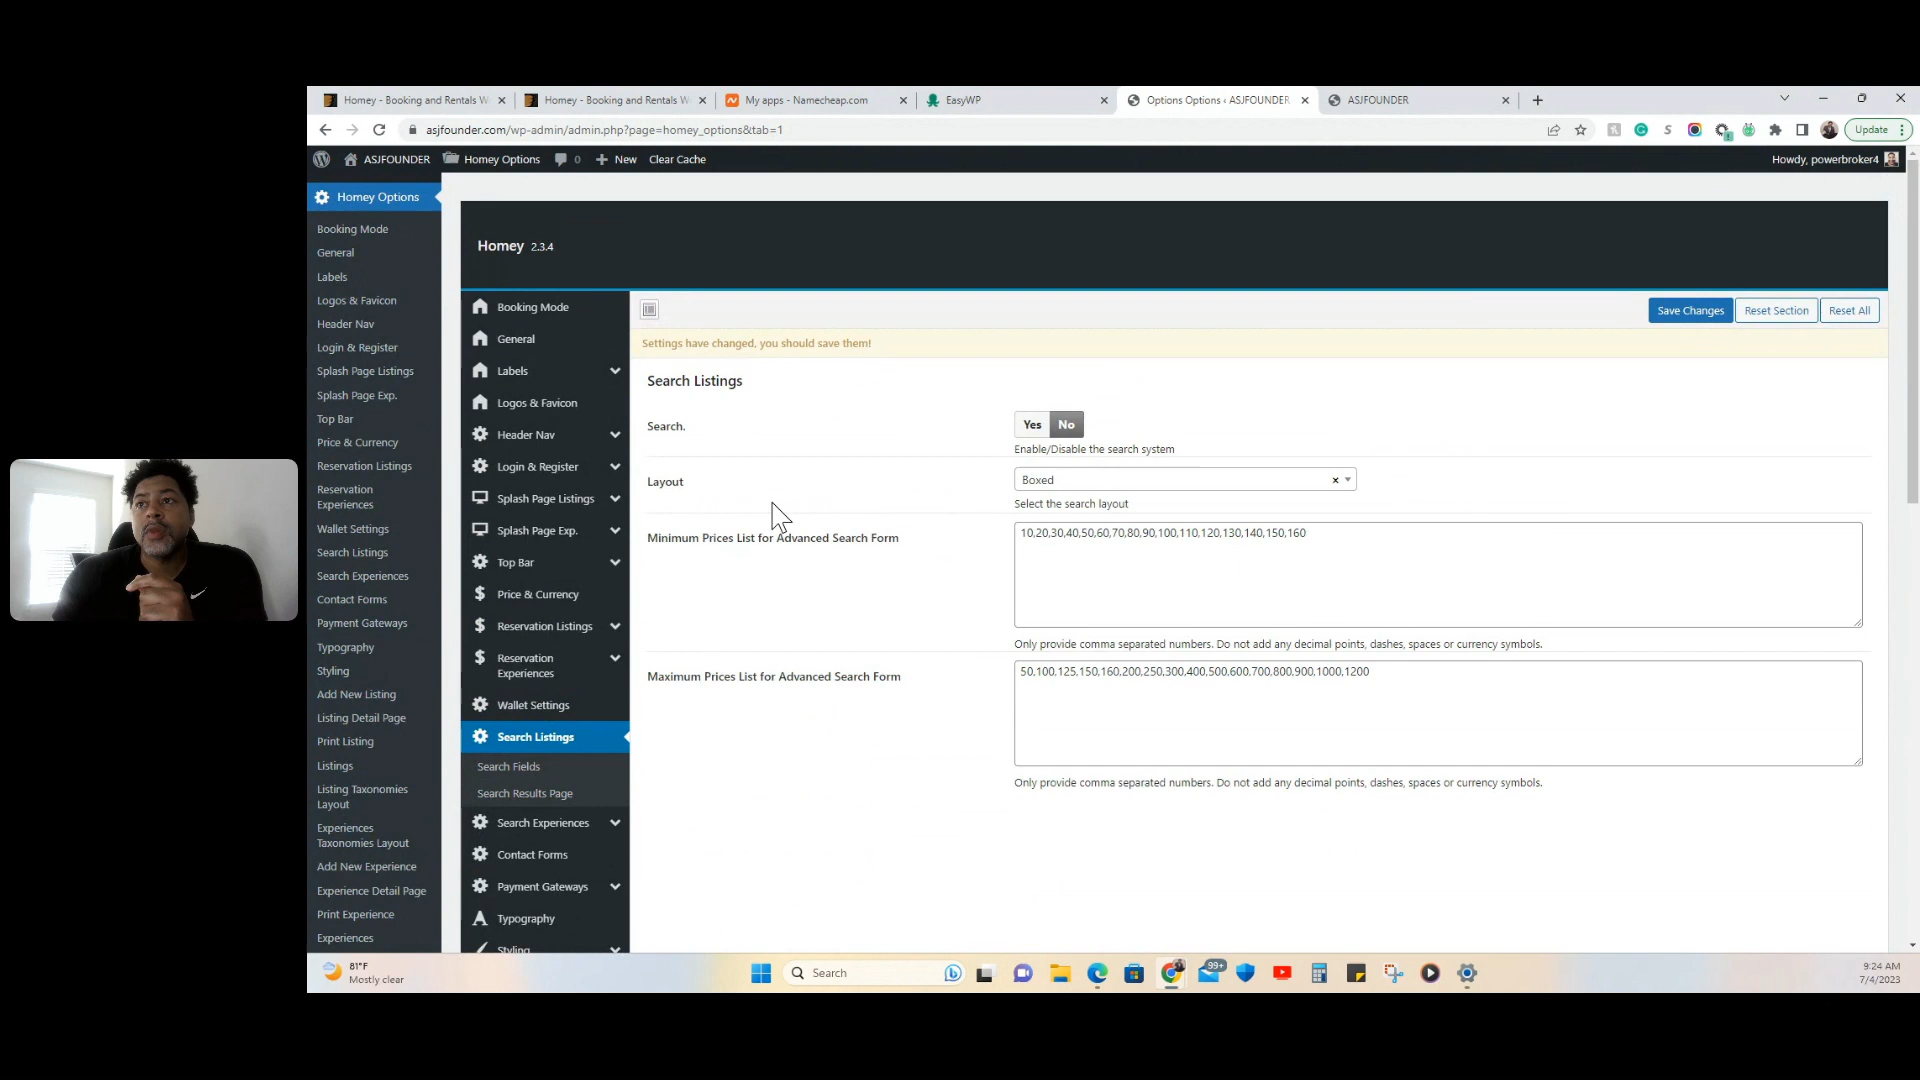 Homey - Booking and Rentals W
Homey - Booking and Rentals W
My apps - Namecheap.com
EasyWP
Options Options ‹ ASJFOUNDER
ASJFOUNDER
asjfounder.com/wp-admin/admin.php?page=homey_options&tab=1
Update
ASJFOUNDER
Homey Options
0
New
Clear Cache
Howdy, powerbroker4
Homey Options
Booking Mode
General
Labels
Logos & Favicon
Header Nav
Login & Register
Splash Page Listings
Splash Page Exp.
Top Bar
Price & Currency
Reservation Listings
Reservation
Experiences
Wallet Settings
Search Listings
Search Experiences
Contact Forms
Payment Gateways
Typography
Styling
Add New Listing
Listing Detail Page
Print Listing
Listings
Listing Taxonomies
Layout
Experiences
Taxonomies Layout
Add New Experience
Experience Detail Page
Print Experience
Experiences
Homey 2.3.4
Booking Mode
General
Labels
Logos & Favicon
Header Nav
Login & Register
Splash Page Listings
Splash Page Exp.
Top Bar
Price & Currency
Reservation Listings
Reservation
Experiences
Wallet Settings
Search Listings
Search Fields
Search Results Page
Search Experiences
Contact Forms
Payment Gateways
Typography
Styling
Save Changes
Reset Section
Reset All
Settings have changed, you should save them!
Search Listings
Search.
Yes No
Enable/Disable the search system
Layout
Boxed
Select the search layout
Minimum Prices List for Advanced Search Form
10,20,30,40,50,60,70,80,90,100,110,120,130,140,150,160
Only provide comma separated numbers. Do not add any decimal points, dashes, spaces or currency symbols.
Maximum Prices List for Advanced Search Form
50,100,125,150,160,200,250,300,400,500,600,700,800,900,1000,1200
Only provide comma separated numbers. Do not add any decimal points, dashes, spaces or currency symbols.
81°F
Mostly clear
Search
99+
9:24 AM
7/4/2023